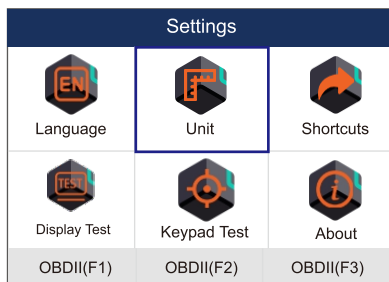 Settings
EN
Language Unit Shortcuts
TEST
i
Display Test Keypad Test About
OBDII(F1) OBDII(F2) OBDII(F3)